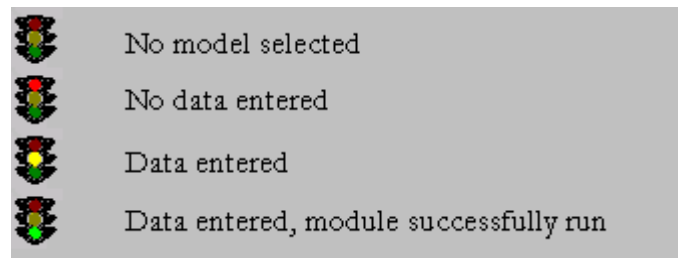 No model selected
No data entered
Data entered
Data entered, module successfully run